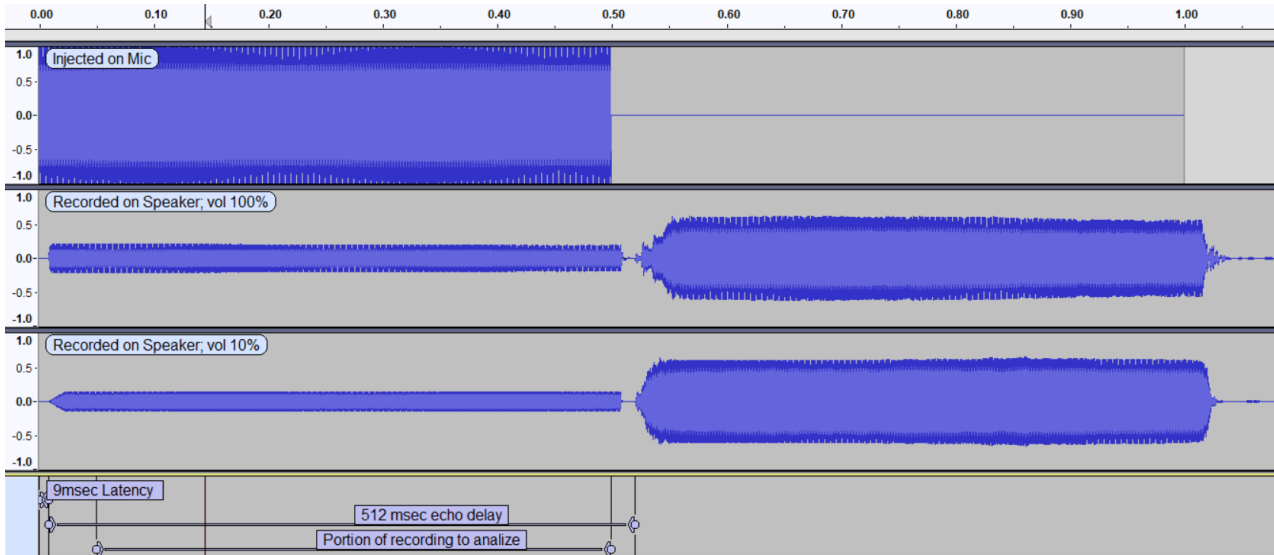 0.00 0.10 0.20 0.30 0.40 0.50 0.60 0.70 0.80 0.90 1.00
Injected on Mic
1.0
0.5
0.0
-0.5
-1.0
Recorded on Speaker; vol 100%
1.0
0.5
0.0
-0.5
-1.0
Recorded on Speaker; vol 10%
1.0
0.5
0.0
-0.5
-1.0
9msec Latency
512 msec echo delay
Portion of recording to analize